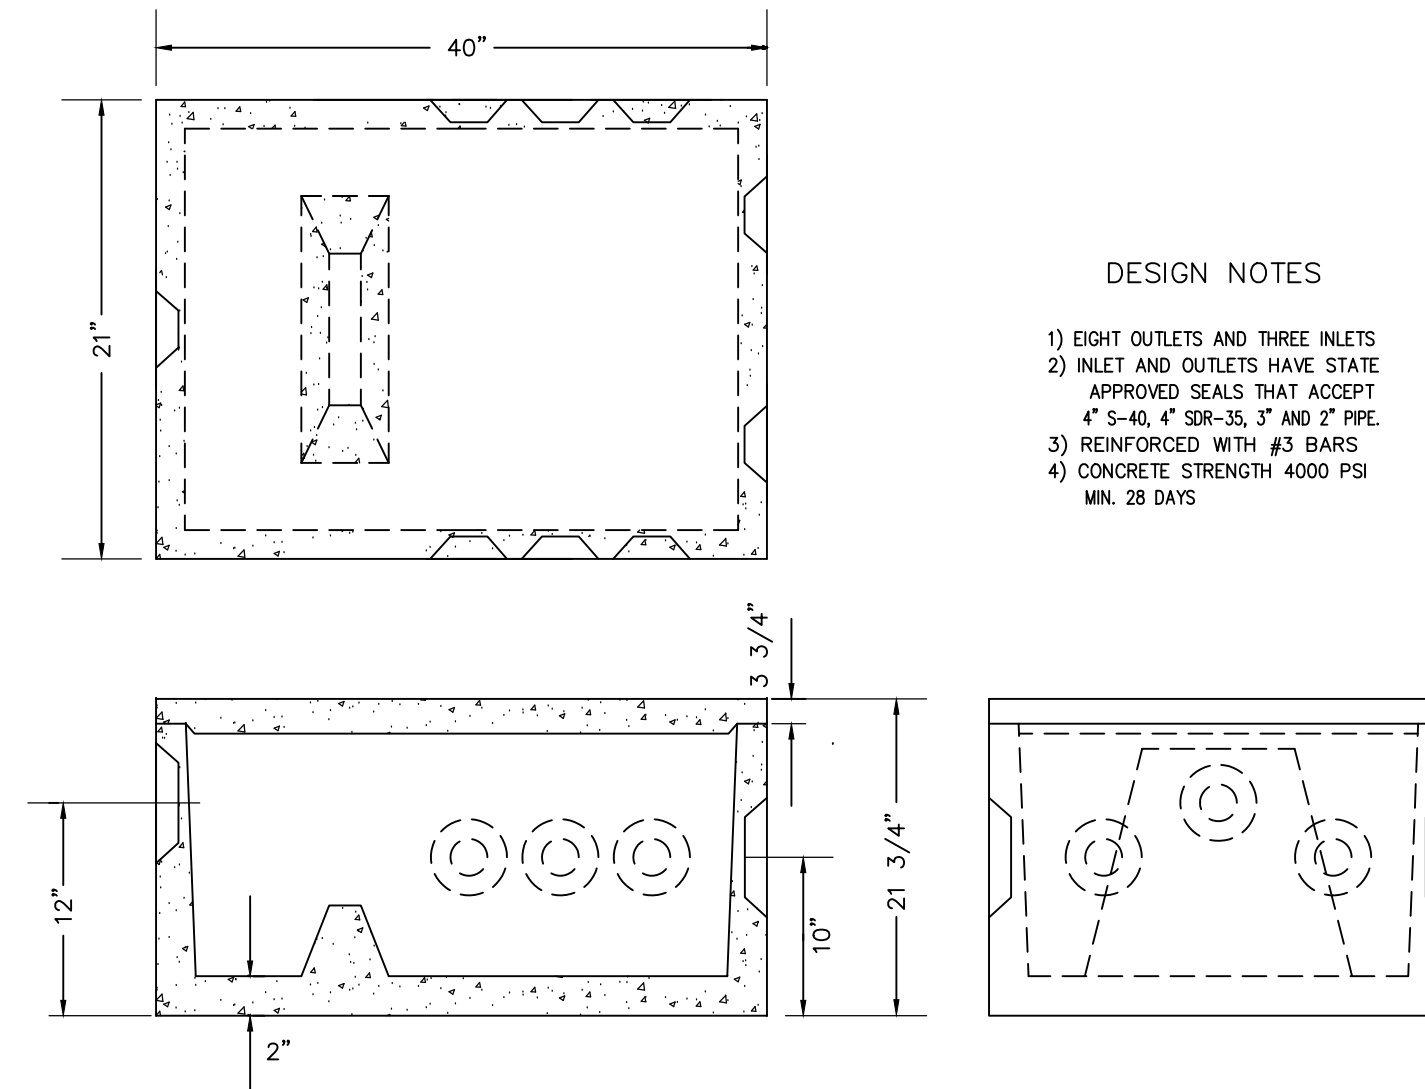 40”
21”
DESIGN NOTES
1) EIGHT OUTLETS AND THREE INLETS
2) INLET AND OUTLETS HAVE STATE
APPROVED SEALS THAT ACCEPT
4” S-40, 4” SDR-35, 3” AND 2” PIPE.
3) REINFORCED WITH #3 BARS
4) CONCRETE STRENGTH 4000 PSI
MIN. 28 DAYS
3 3/4”
12”
10”
21 3/4”
2”